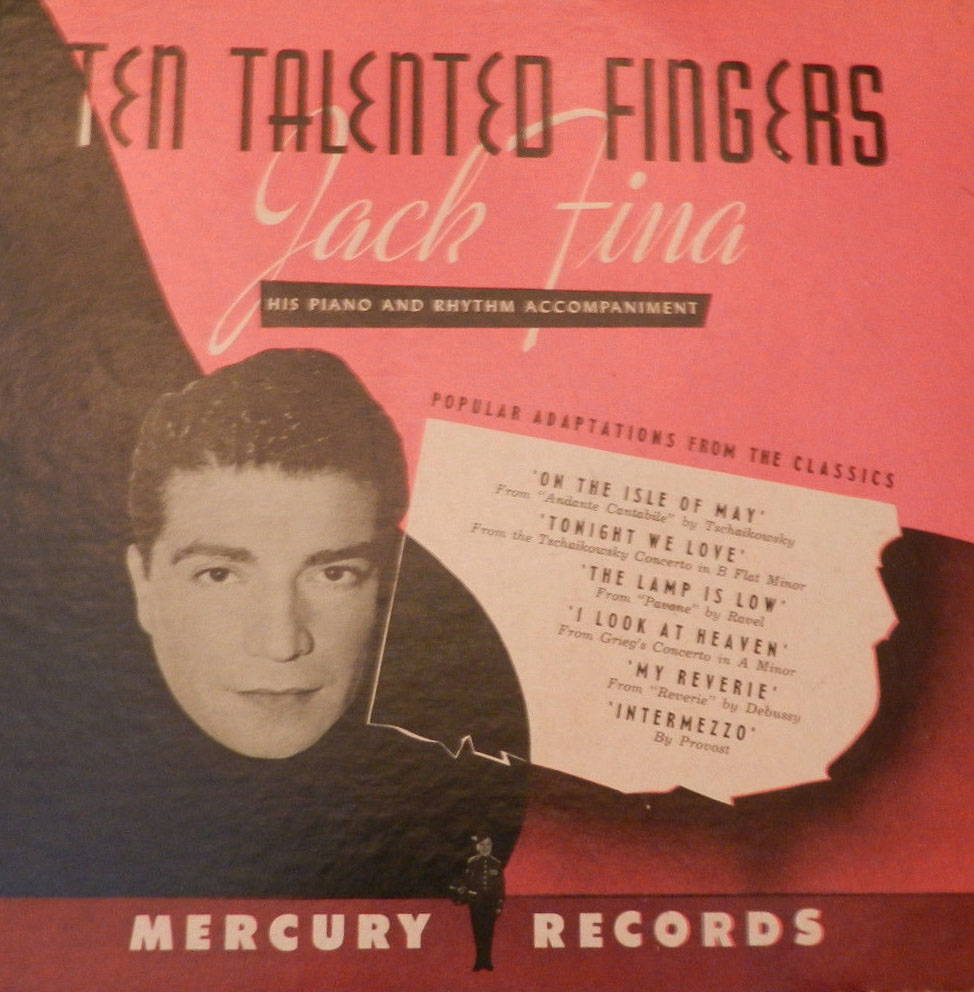 TEN TALENTED FINGERS
Jack Fina
HIS PIANO AND RHYTHM ACCOMPANIMENT
POPULAR ADAPTATIONS FROM THE CLASSICS
'ON THE ISLE OF MAY'
From "Andante Cantabile" by Tschaikowsky
'TONIGHT WE LOVE'
From the Tschaikowsky Concerto in B Flat Minor
'THE LAMP IS LOW'
From "Pavane" by Ravel
'I LOOK AT HEAVEN'
From Grieg's Concerto in A Minor
'MY REVERIE'
From "Reverie" by Debussy
'INTERMEZZO'
By Provost
MERCURY RECORDS